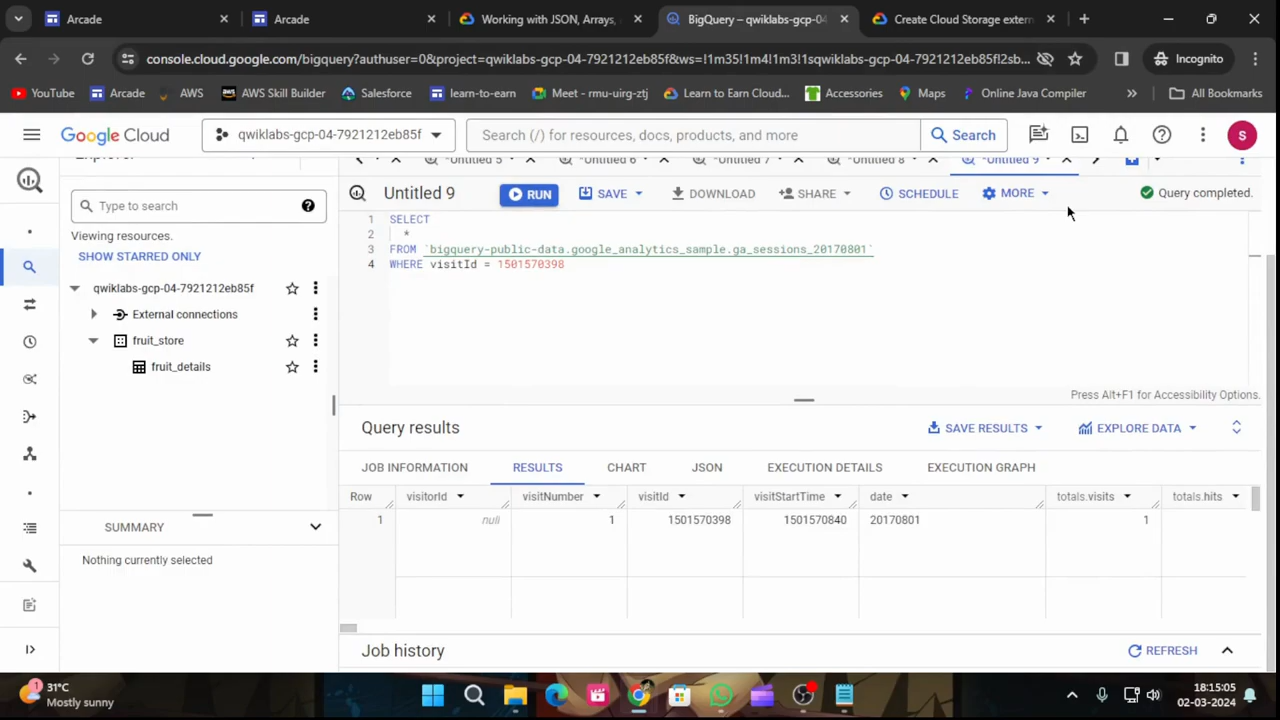 Arcade
Arcade
Working with JSON, Arrays,
BigQuery – qwiklabs-gcp-04-
Create Cloud Storage extern
console.cloud.google.com/bigquery?authuser=0&project=qwiklabs-gcp-04-7921212eb85f&ws=!1m35!1m4!1m3!1sqwiklabs-gcp-04-7921212eb85f!2sb...
Incognito
YouTube
Arcade
AWS
AWS Skill Builder
Salesforce
learn-to-earn
Meet - rmu-uirg-ztj
Learn to Earn Cloud...
Accessories
Maps
Online Java Compiler
All Bookmarks
Google Cloud
qwiklabs-gcp-04-7921212eb85f
Search (/) for resources, docs, products, and more
Search
S
*Untitled 5
*Untitled 6
*Untitled 7
*Untitled 8
*Untitled 9
Untitled 9
RUN
SAVE
DOWNLOAD
SHARE
SCHEDULE
MORE
Query completed.
Type to search
Viewing resources.
SHOW STARRED ONLY
qwiklabs-gcp-04-7921212eb85f
External connections
fruit_store
fruit_details
SUMMARY
Nothing currently selected
1 SELECT
2 *
3 FROM `bigquery-public-data.google_analytics_sample.ga_sessions_20170801`
4 WHERE visitId = 1501570398
Press Alt+F1 for Accessibility Options.
Query results
SAVE RESULTS
EXPLORE DATA
JOB INFORMATION
RESULTS
CHART
JSON
EXECUTION DETAILS
EXECUTION GRAPH
Row visitorId visitNumber visitId visitStartTime date totals.visits totals.hits
1 null 1 1501570398 1501570840 20170801 1
Job history
REFRESH
1
31°C
Mostly sunny
18:15:05
02-03-2024